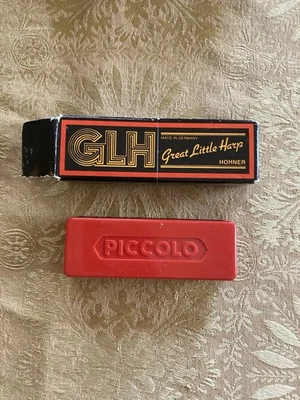 GLH
MADE IN GERMANY
Great Little Harp
HOHNER
PICCOLO